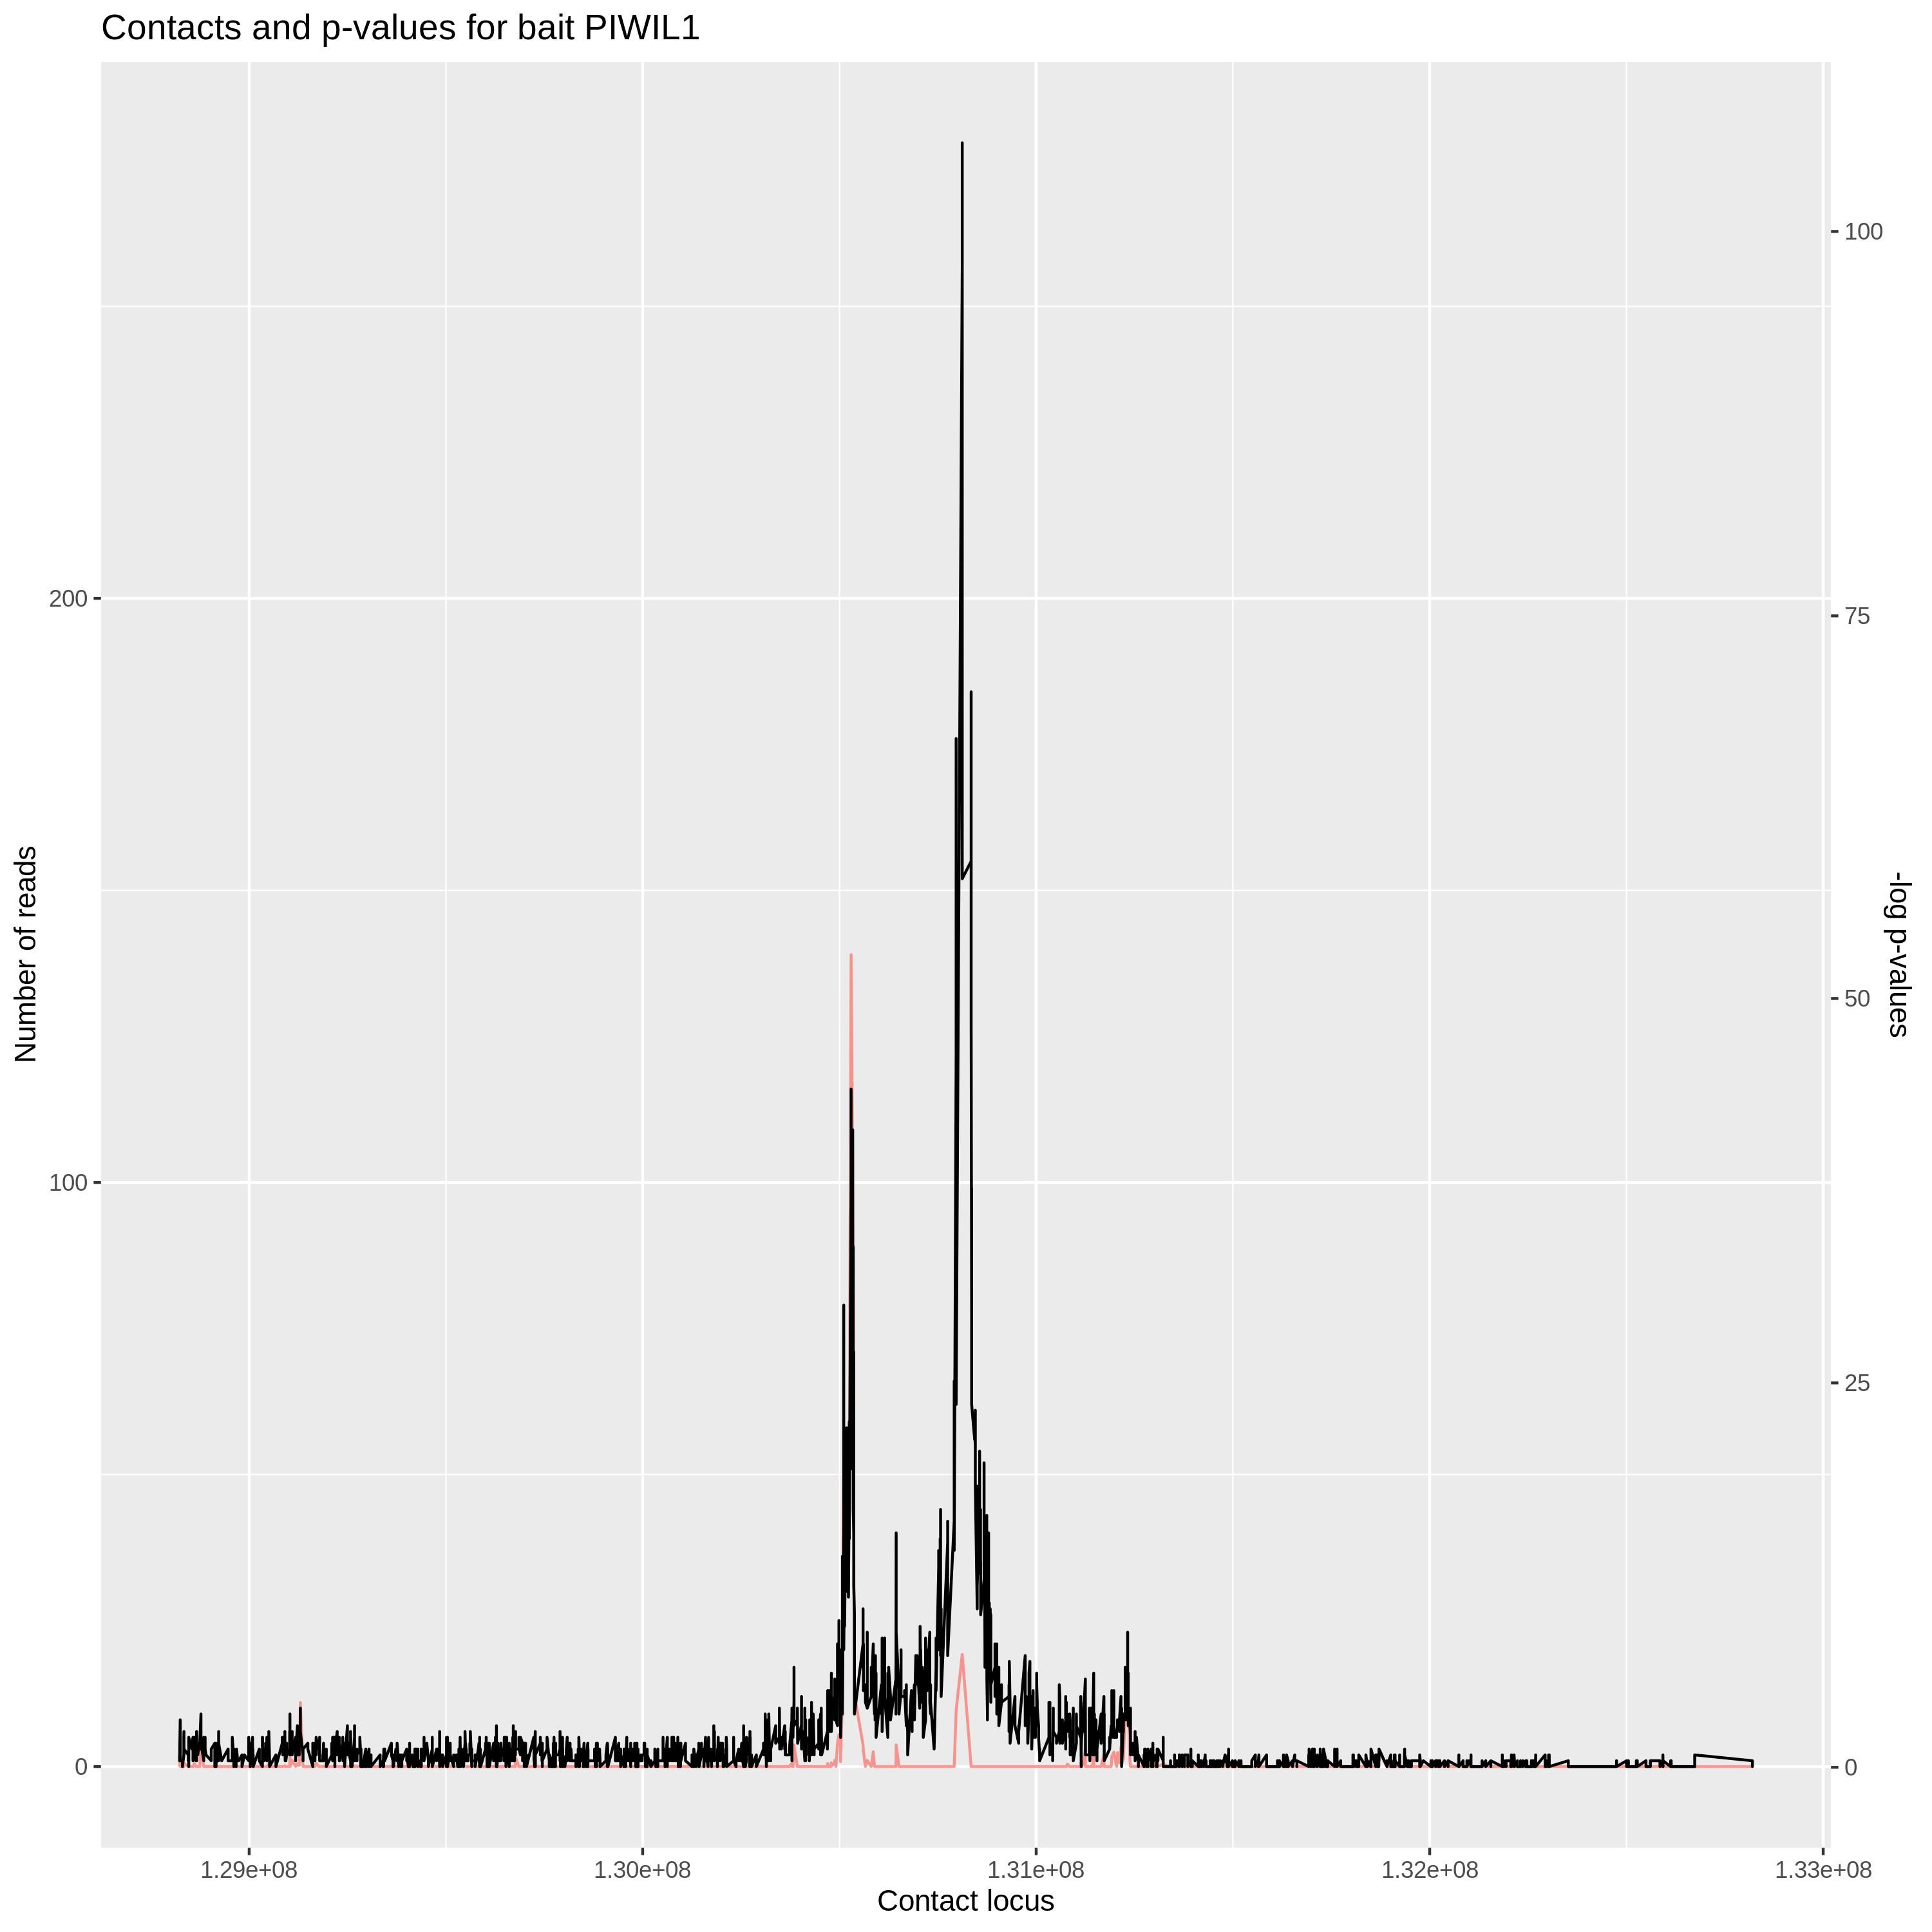 Contacts and p-values for bait PIWIL1
Number of reads
200
100
0
100
75
50
25
0
-log p-values
1.29e+08
1.30e+08
1.31e+08
1.32e+08
1.33e+08
Contact locus